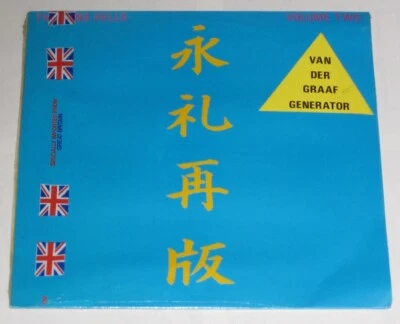 VOLUME TWO
永
礼
再
版
VAN
DER
GRAAF
GENERATOR